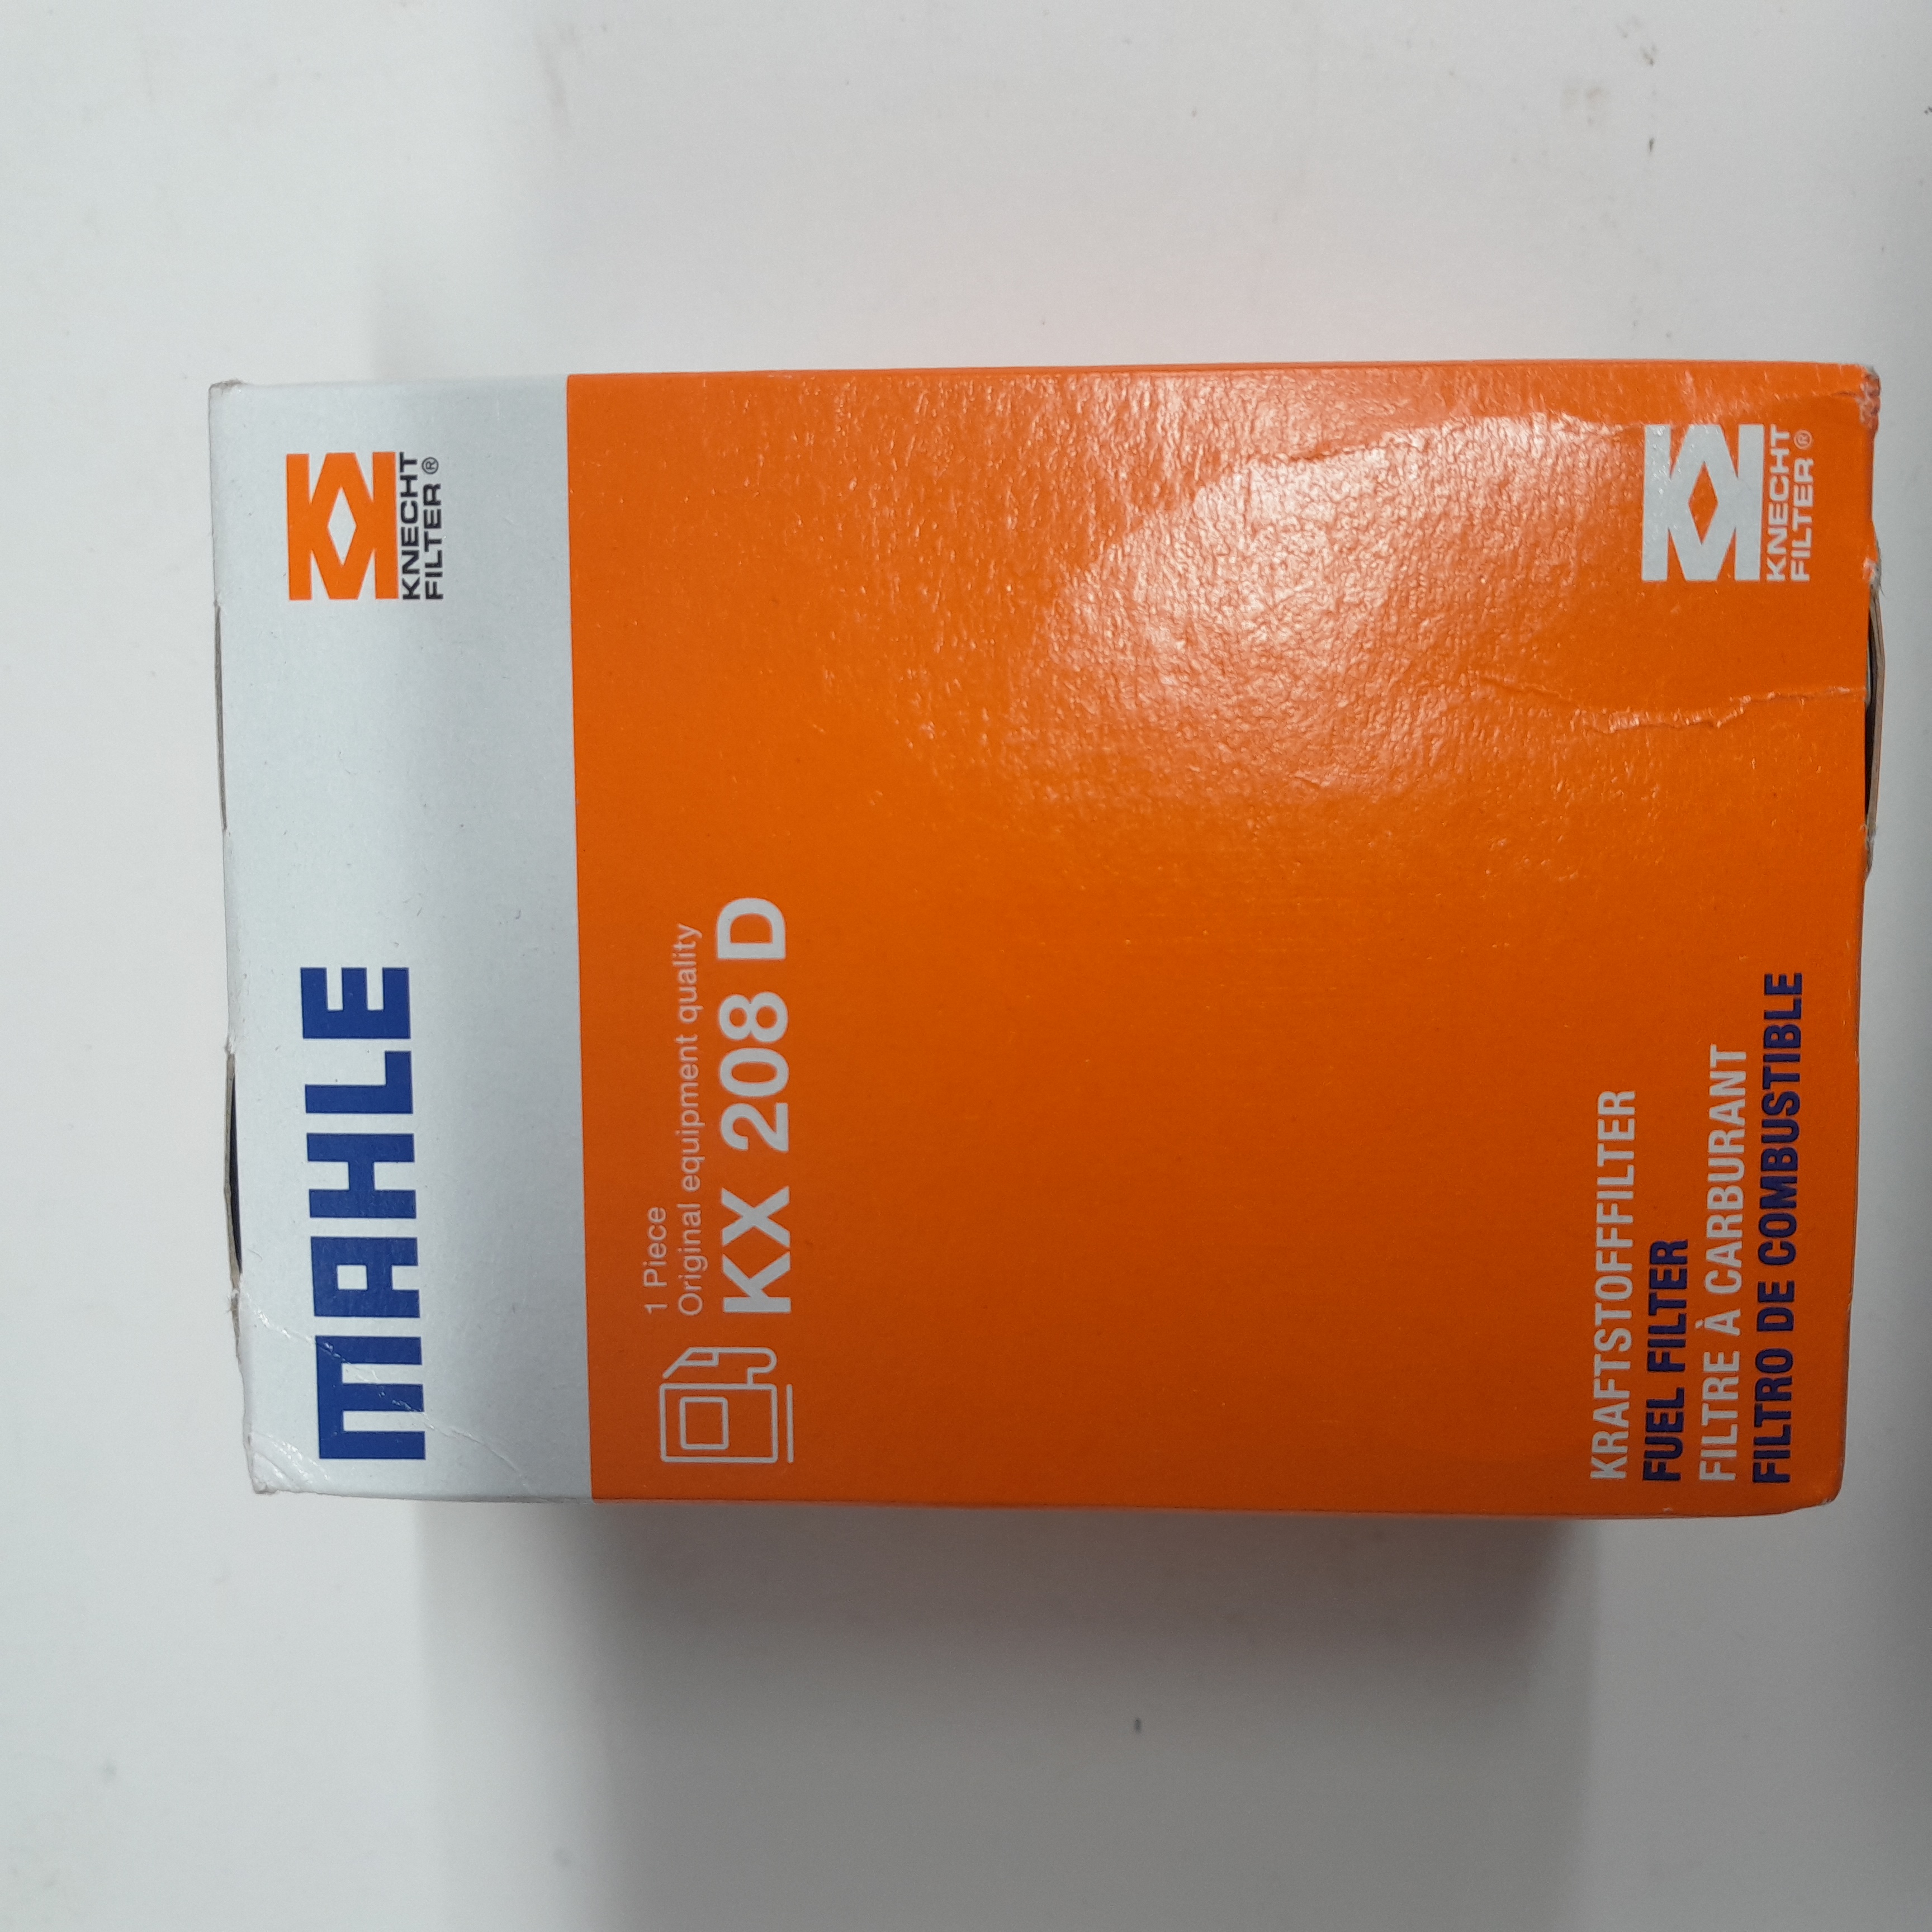 MAHLE
KNECHT
FILTER®
1 Piece
Original equipment quality
KX 208 D
KRAFTSTOFFFILTER
FUEL FILTER
FILTRE À CARBURANT
FILTRO DE COMBUSTIBLE
KNECHT
FILTER®